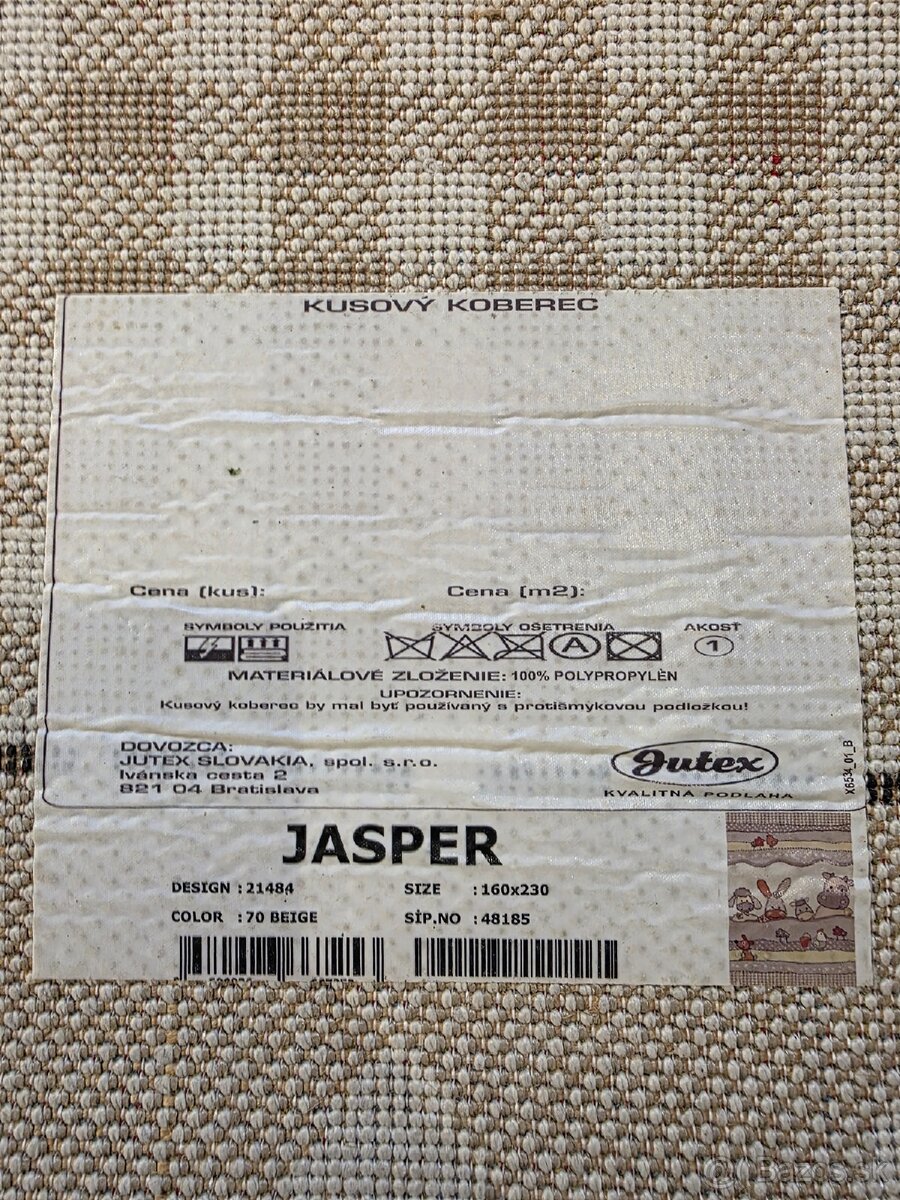 KUSOVÝ KOBEREC
Cena (kus):
Cena (m2):
SYMBOLY POUŽITIA
SYMBOLY OŠETRENIA
AKOSŤ
A
1
MATERIÁLOVÉ ZLOŽENIE: 100% POLYPROPYLÉN
UPOZORNENIE:
Kusový koberec by mal byť používaný s protišmykovou podložkou!
DOVOZCA:
JUTEX SLOVAKIA, spol. s.r.o.
Ivánska cesta 2
821 04 Bratislava
Jutex
KVALITNÁ PODLAHA
X6534_01_B
JASPER
DESIGN : 21484
SIZE : 160x230
COLOR : 70 BEIGE
SİP.NO : 48185
Bazos.sk